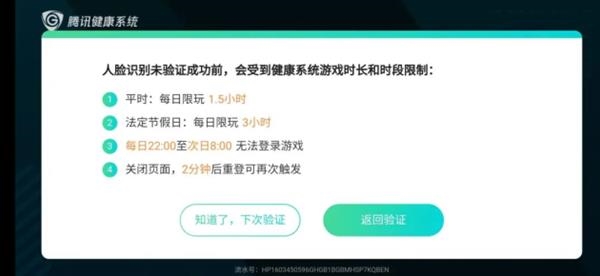 腾讯健康系统
人脸识别未验证成功前，会受到健康系统游戏时长和时段限制：
1 平时：每日限玩 1.5小时
2 法定节假日：每日限玩 3小时
3 每日22:00至次日8:00 无法登录游戏
4 关闭页面，2分钟后重登可再次触发
知道了，下次验证 返回验证
流水号：HP1603450596GHGB1BGBMHSP7KQBEN